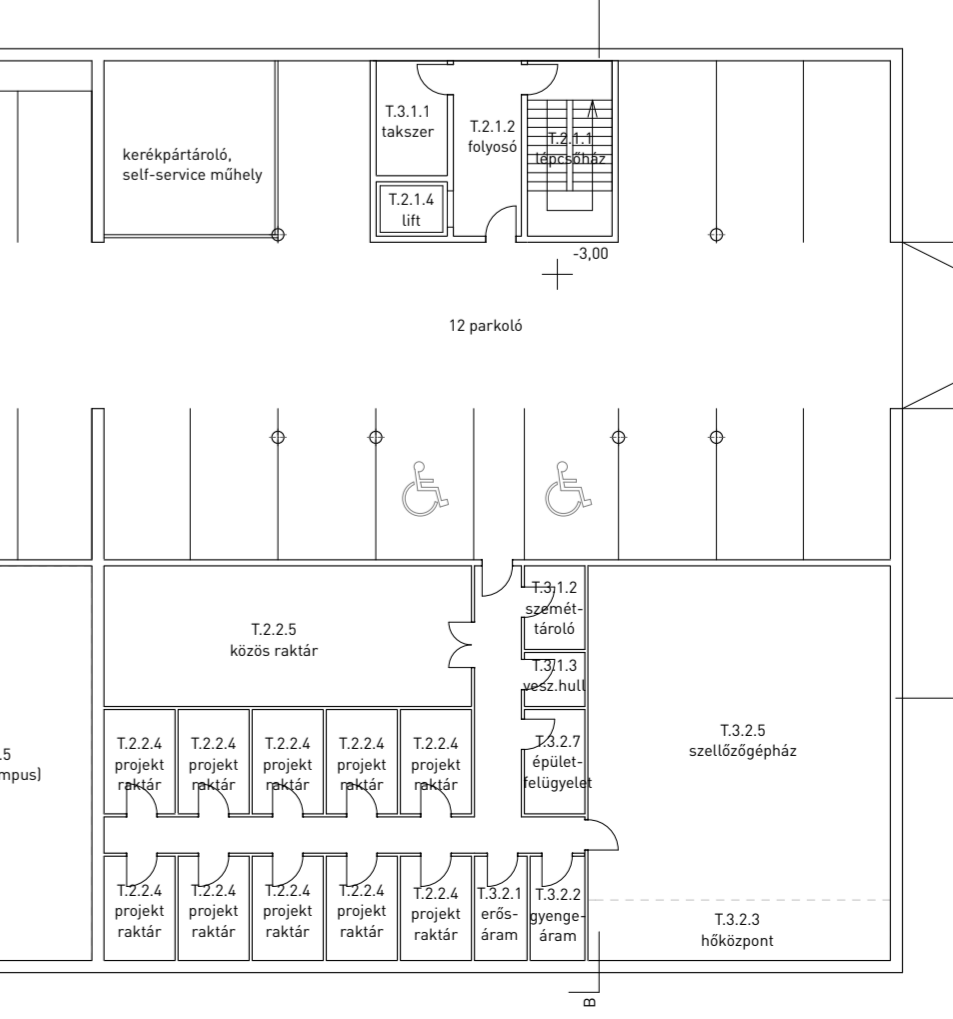 T.3.1.1
takszer
T.2.1.2
folyosó
T.2.1.1
lépcsőház
kerékpártároló,
self-service műhely
T.2.1.4
lift
-3,00
12 parkoló
T.2.2.5
közös raktár
T.3.1.2
szemét-
tároló
T.3.1.3
vesz.hull
T.3.2.7
épület-
felügyelet
T.3.2.5
szellőzőgépház
.5
mpus)
T.2.2.4
projekt
raktár
T.2.2.4
projekt
raktár
T.2.2.4
projekt
raktár
T.2.2.4
projekt
raktár
T.2.2.4
projekt
raktár
T.2.2.4
projekt
raktár
T.2.2.4
projekt
raktár
T.2.2.4
projekt
raktár
T.2.2.4
projekt
raktár
T.2.2.4
projekt
raktár
T.3.2.1
erős-
áram
T.3.2.2
gyenge-
áram
T.3.2.3
hőközpont
B